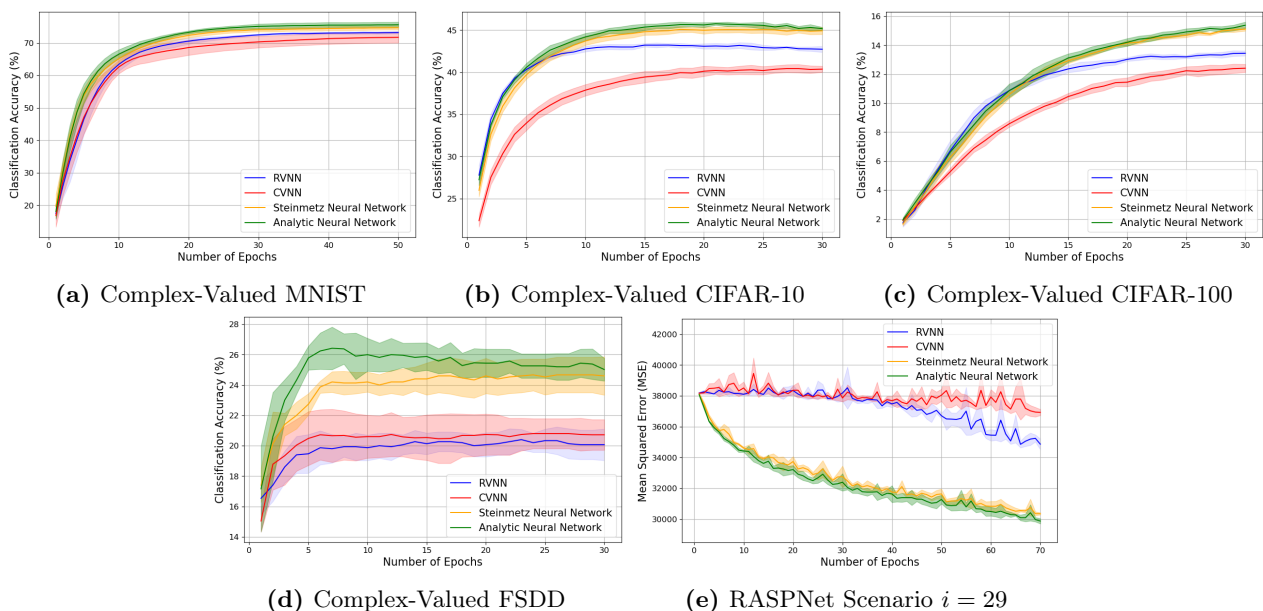 Classification Accuracy (%)
70
60
50
40
30
20
RVNN
CVNN
Steinmetz Neural Network
Analytic Neural Network
0
10
20
30
40
50
Number of Epochs
(a) Complex-Valued MNIST
Classification Accuracy (%)
45
40
35
30
25
RVNN
CVNN
Steinmetz Neural Network
Analytic Neural Network
0
5
10
15
20
25
30
Number of Epochs
(b) Complex-Valued CIFAR-10
Classification Accuracy (%)
16
14
12
10
8
6
4
2
RVNN
CVNN
Steinmetz Neural Network
Analytic Neural Network
0
5
10
15
20
25
30
Number of Epochs
(c) Complex-Valued CIFAR-100
Classification Accuracy (%)
28
26
24
22
20
18
16
14
RVNN
CVNN
Steinmetz Neural Network
Analytic Neural Network
0
5
10
15
20
25
30
Number of Epochs
(d) Complex-Valued FSDD
Mean Squared Error (MSE)
42000
40000
38000
36000
34000
32000
30000
RVNN
CVNN
Steinmetz Neural Network
Analytic Neural Network
0
10
20
30
40
50
60
70
Number of Epochs
(e) RASPNet Scenario i = 29